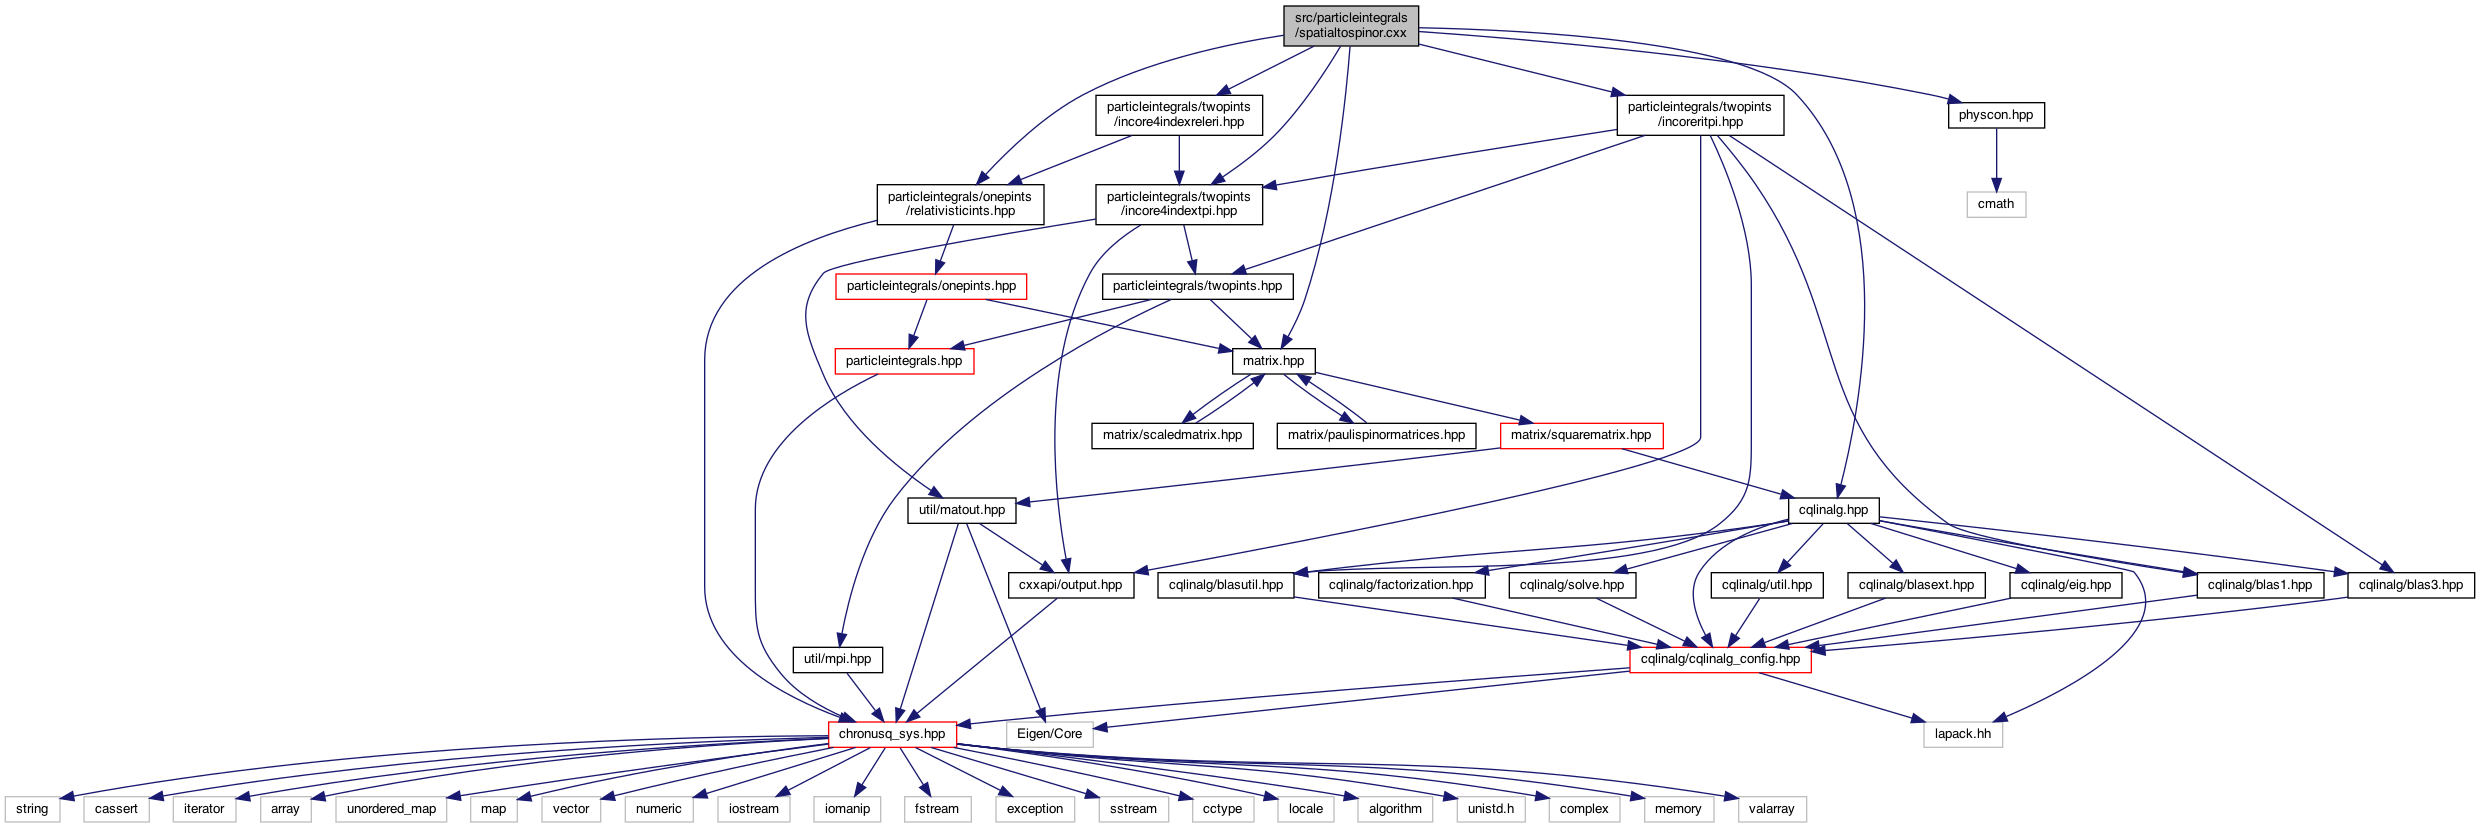 src/particleintegrals
/spatialtospinor.cxx
particleintegrals/twopints
/incore4indexreleri.hpp
particleintegrals/twopints
/incoreritpi.hpp
physcon.hpp
particleintegrals/onepints
/relativisticints.hpp
particleintegrals/twopints
/incore4indextpi.hpp
cmath
particleintegrals/onepints.hpp
particleintegrals/twopints.hpp
particleintegrals.hpp
matrix.hpp
matrix/scaledmatrix.hpp
matrix/paulispinormatrices.hpp
matrix/squarematrix.hpp
util/matout.hpp
cqlinalg.hpp
cxxapi/output.hpp
cqlinalg/blasutil.hpp
cqlinalg/factorization.hpp
cqlinalg/solve.hpp
cqlinalg/util.hpp
cqlinalg/blasext.hpp
cqlinalg/eig.hpp
cqlinalg/blas1.hpp
cqlinalg/blas3.hpp
util/mpi.hpp
cqlinalg/cqlinalg_config.hpp
chronusq_sys.hpp
Eigen/Core
lapack.hh
string
cassert
iterator
array
unordered_map
map
vector
numeric
iostream
iomanip
fstream
exception
sstream
cctype
locale
algorithm
unistd.h
complex
memory
valarray